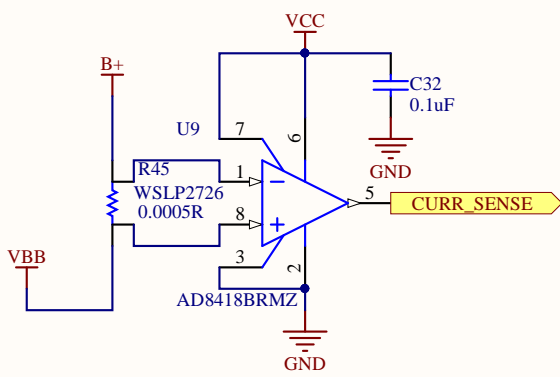 VCC
B+
C32
0.1uF
U9
7
6
GND
R45
WSLP2726
0.0005R
1
−
5
CURR_SENSE
8
+
VBB
3
2
AD8418BRMZ
GND